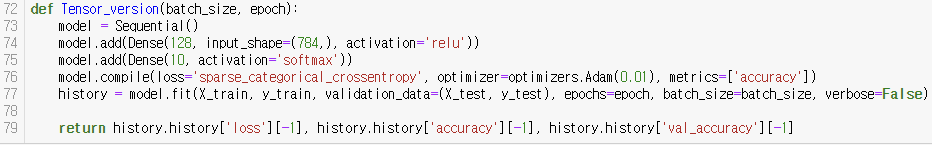 72 def Tensor_version(batch_size, epoch):
73     model = Sequential()
74     model.add(Dense(128, input_shape=(784,), activation='relu'))
75     model.add(Dense(10, activation='softmax'))
76     model.compile(loss='sparse_categorical_crossentropy', optimizer=optimizers.Adam(0.01), metrics=['accuracy'])
77     history = model.fit(X_train, y_train, validation_data=(X_test, y_test), epochs=epoch, batch_size=batch_size, verbose=False)
78
79     return history.history['loss'][-1], history.history['accuracy'][-1], history.history['val_accuracy'][-1]